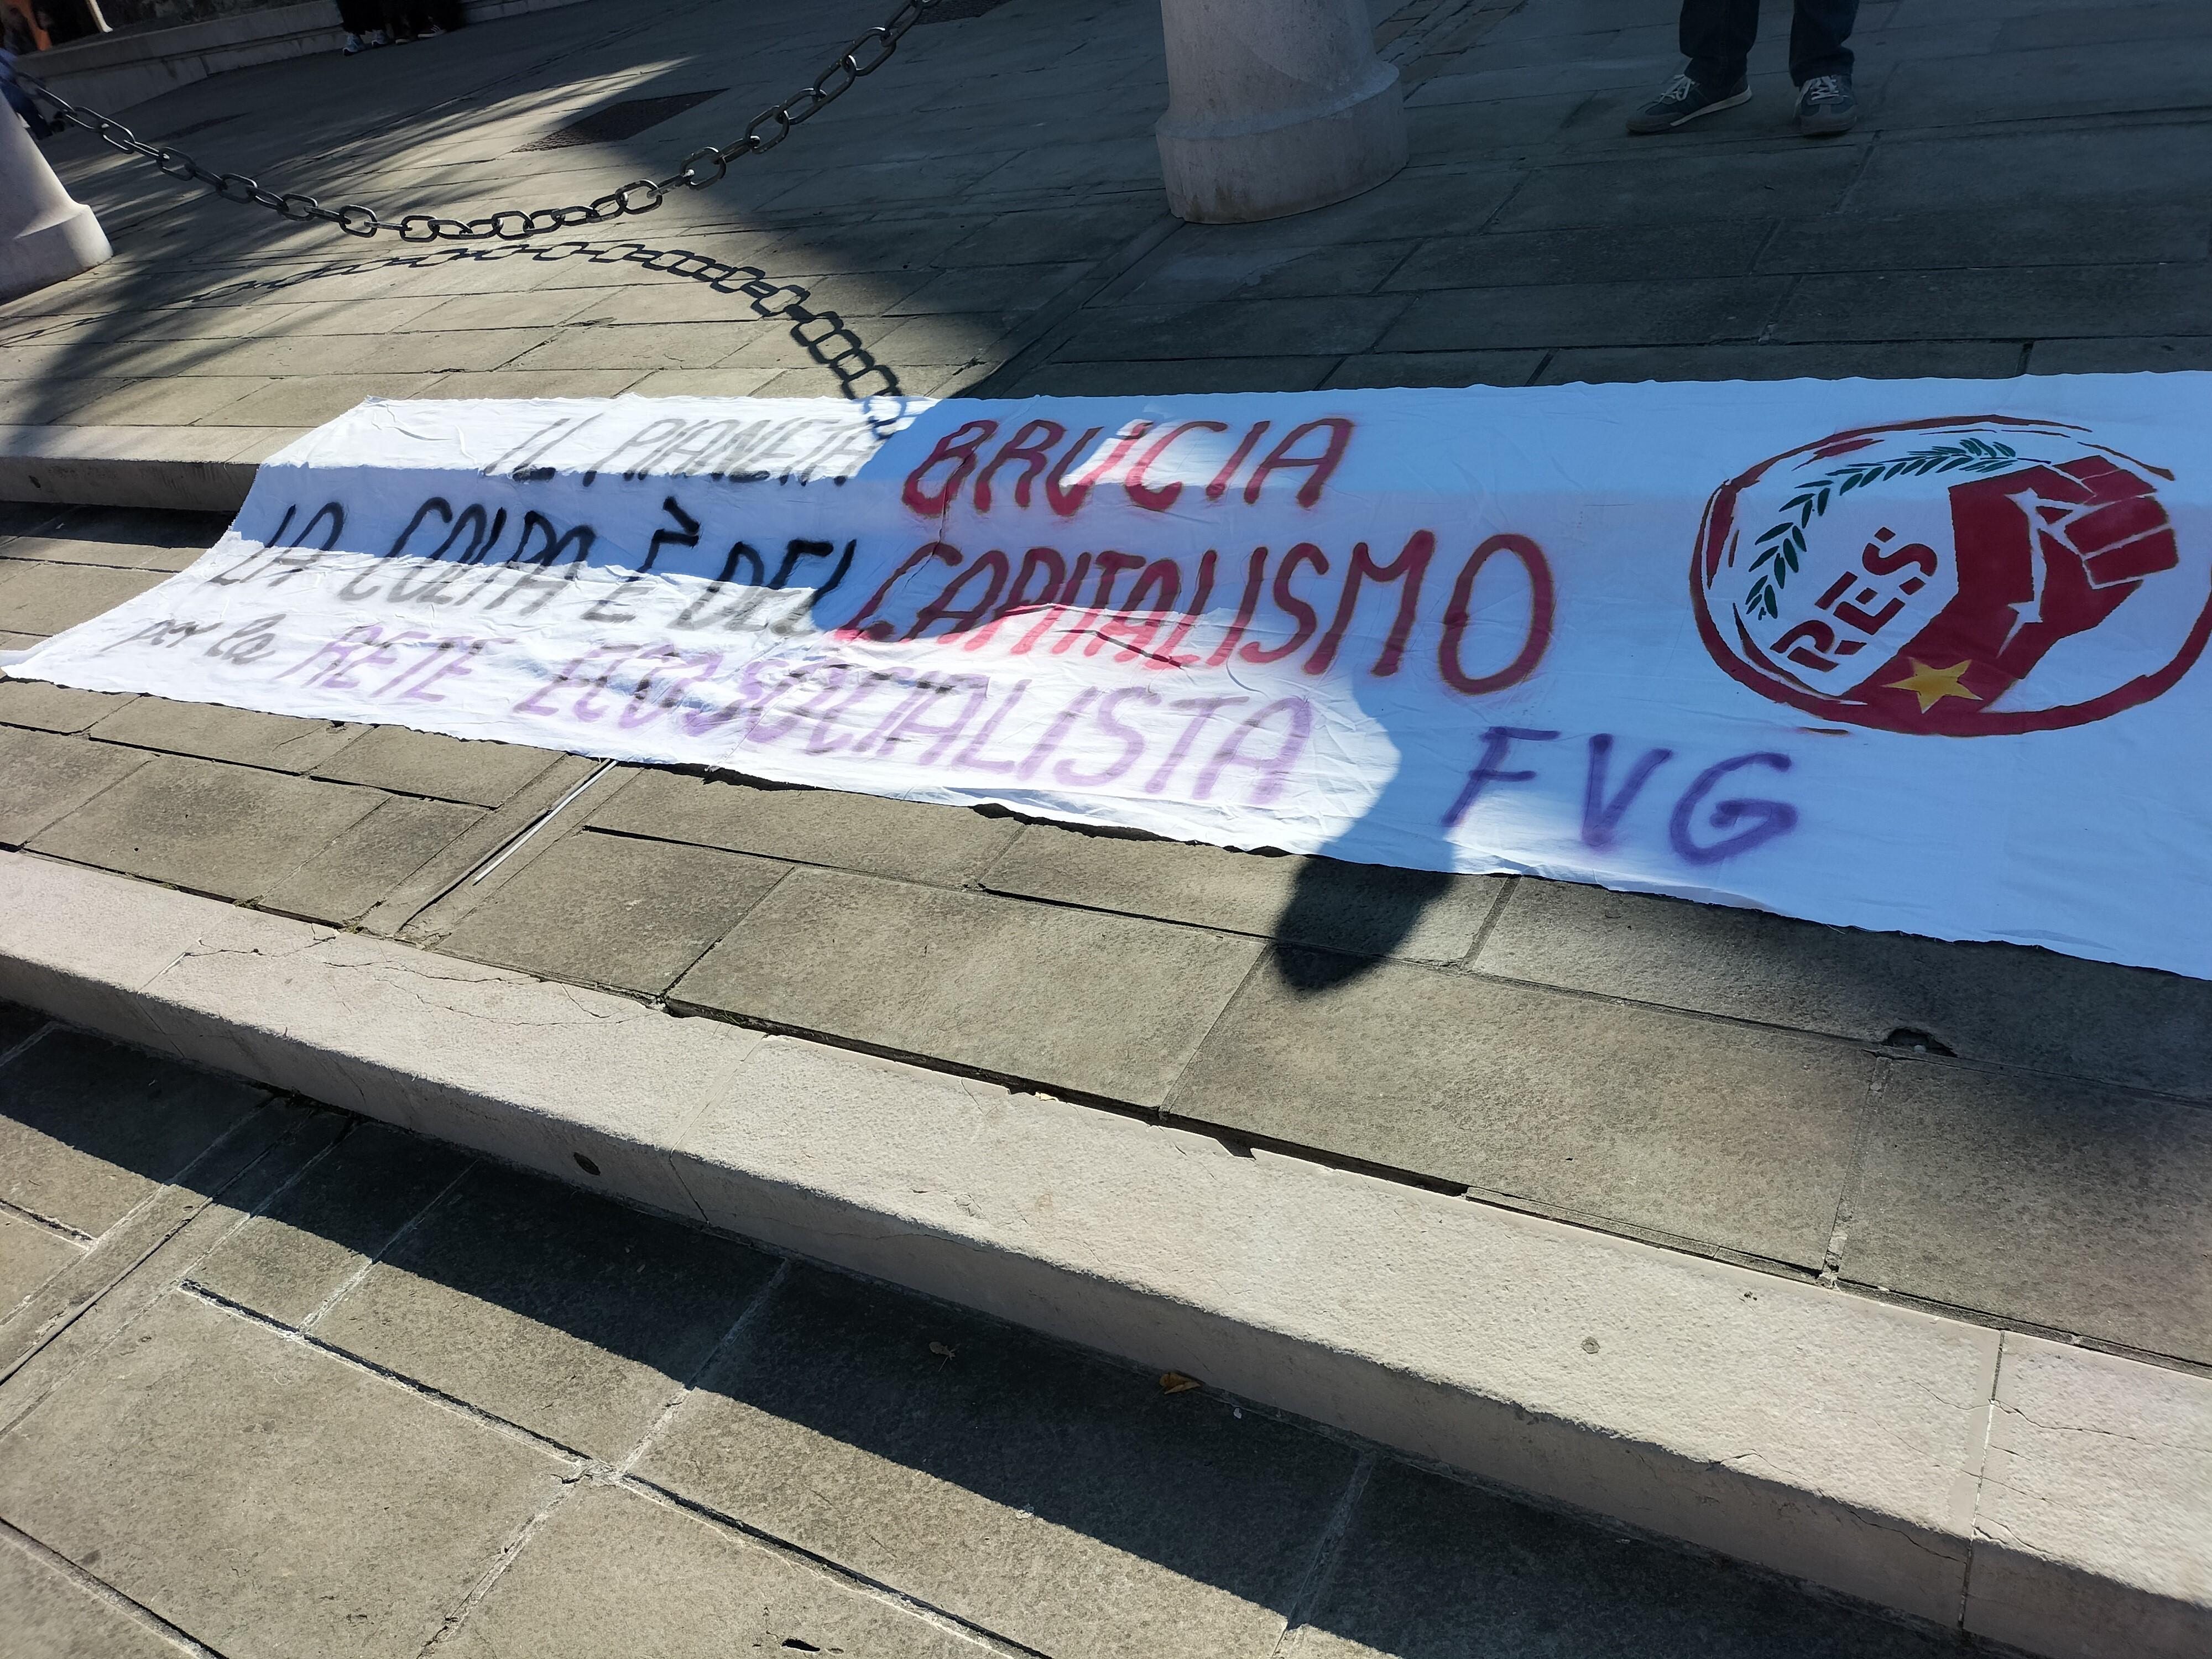 IL PIANETA BRUCIA
LA COLPA È DEL CAPITALISMO
per la RETE ECOSOCIALISTA FVG
RES